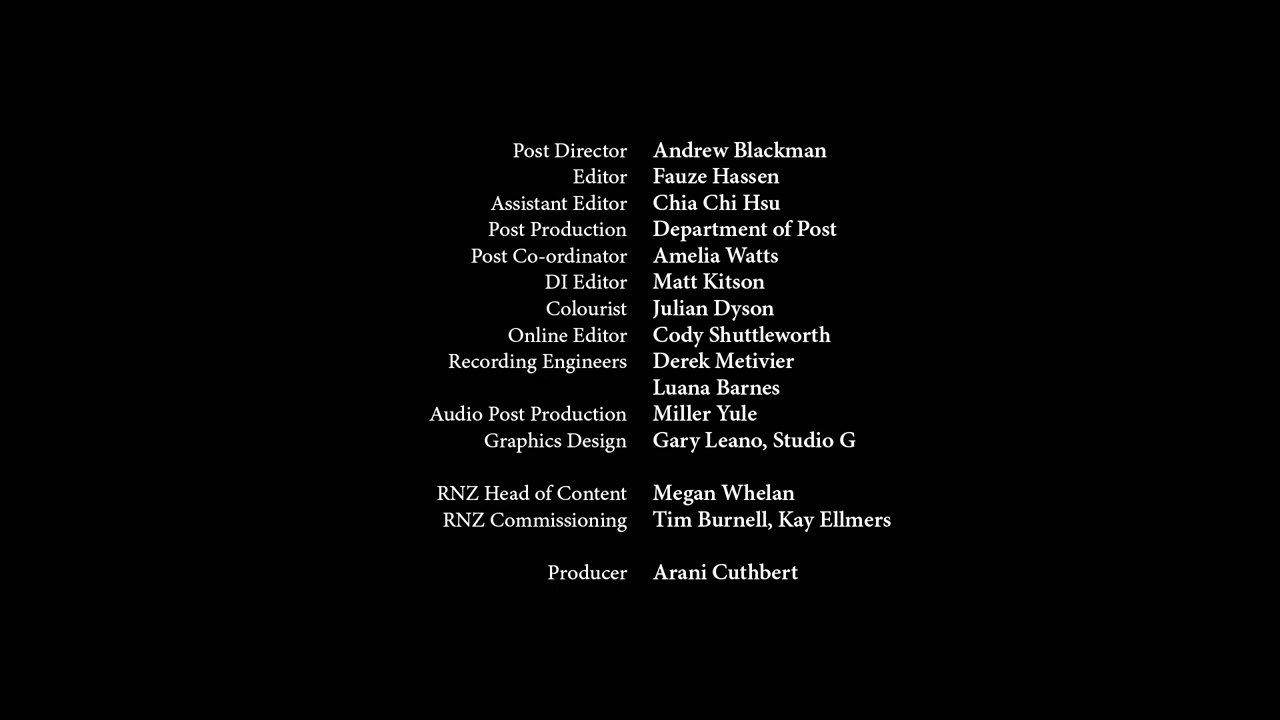 Post Director Andrew Blackman
Editor Fauze Hassen
Assistant Editor Chia Chi Hsu
Post Production Department of Post
Post Co-ordinator Amelia Watts
DI Editor Matt Kitson
Colourist Julian Dyson
Online Editor Cody Shuttleworth
Recording Engineers Derek Metivier
Luana Barnes
Audio Post Production Miller Yule
Graphics Design Gary Leano, Studio G
RNZ Head of Content Megan Whelan
RNZ Commissioning Tim Burnell, Kay Ellmers
Producer Arani Cuthbert